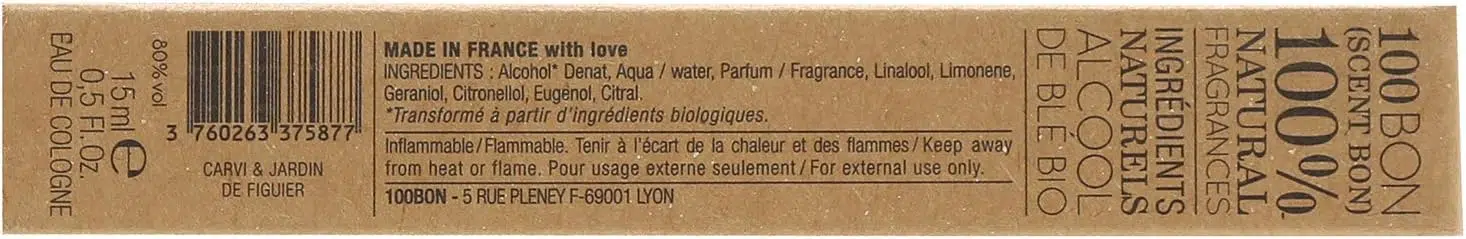 EAU DE COLOGNE
0,5 Fl.Oz.
15 ml e
80% vol
3 760263 375877
CARVI & JARDIN
DE FIGUIER
MADE IN FRANCE with love
INGREDIENTS : Alcohol* Denat, Aqua / water, Parfum / Fragrance, Linalool, Limonene,
Geraniol, Citronellol, Eugenol, Citral.
*Transformé à partir d'ingrédients biologiques.
Inflammable/Flammable. Tenir à l'écart de la chaleur et des flammes/Keep away
from heat or flame. Pour usage externe seulement/For external use only.
100BON - 5 RUE PLENEY F-69001 LYON
100 BON
(SCENT BON)
100%
NATURAL
FRAGRANCES
INGRÉDIENTS
NATURELS
ALCOOL
DE BLÉ BIO